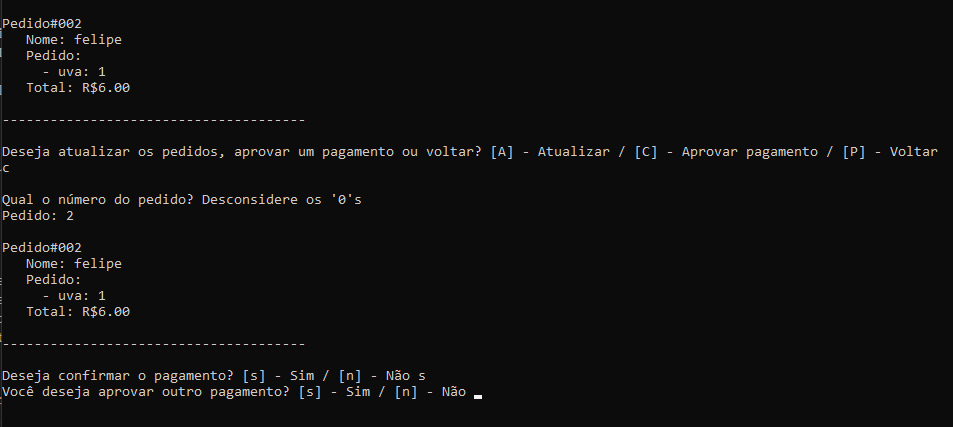 Pedido#002
Nome: felipe
Pedido:
- uva: 1
Total: R$6.00
--------------------------------------
Deseja atualizar os pedidos, aprovar um pagamento ou voltar? [A] - Atualizar / [C] - Aprovar pagamento / [P] - Voltar
c
Qual o número do pedido? Desconsidere os '0's
Pedido: 2
Pedido#002
Nome: felipe
Pedido:
- uva: 1
Total: R$6.00
--------------------------------------
Deseja confirmar o pagamento? [s] - Sim / [n] - Não s
Você deseja aprovar outro pagamento? [s] - Sim / [n] - Não